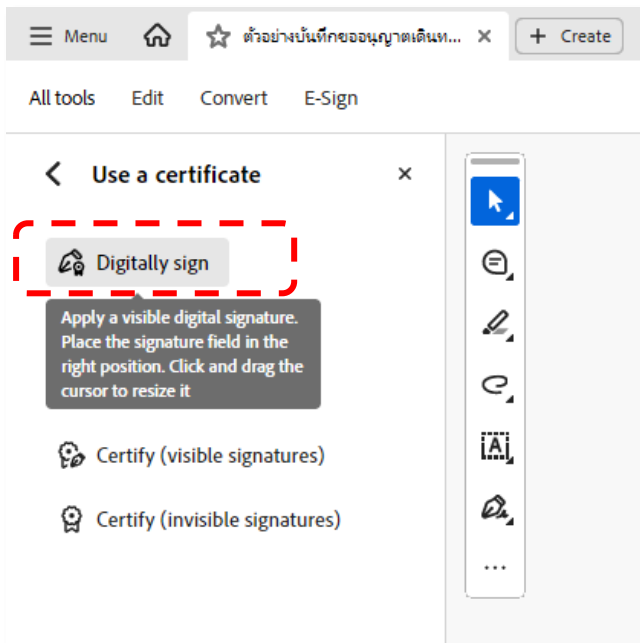 Menu
ตัวอย่างบันทึกขออนุญาตเดินท...
Create
All tools
Edit
Convert
E-Sign
Use a certificate
Digitally sign
Apply a visible digital signature.
Place the signature field in the
right position. Click and drag the
cursor to resize it
Certify (visible signatures)
Certify (invisible signatures)